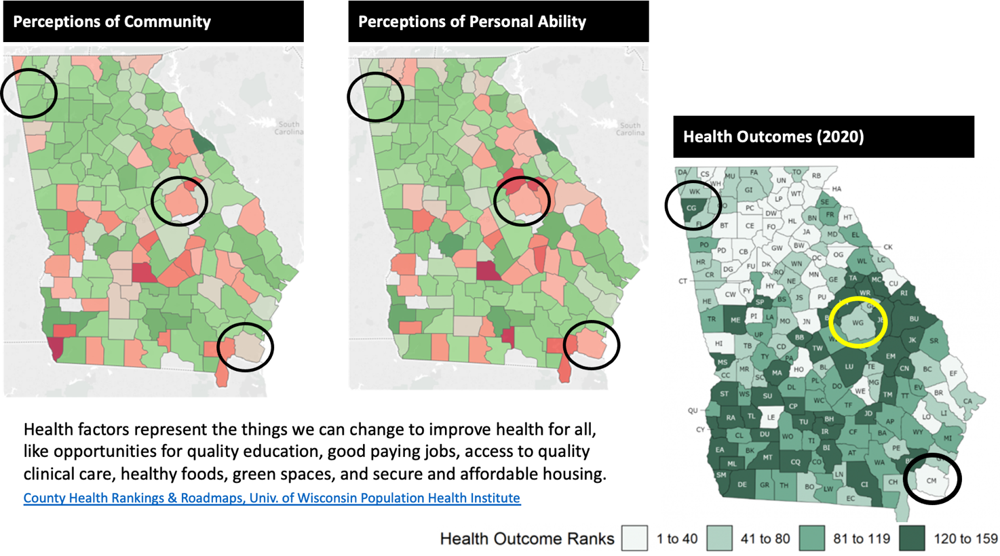 Perceptions of Community
Perceptions of Personal Ability
South
Carolina
South
Carolina
Health Outcomes (2020)
DA
CS
MU
FA
TO
RB
WH
UN
WK
GI
HA
LP
WT
CG
PC
SE
DW
FR
HT
BN
FL
BT
CE
FO
HL
JA
MD
EL
PO
PD
CB
GW
BW
CK
OG
HR
FU
DK
OC
WL
LC
CR
DG
RO
WN
CT
MN
GE
TA
MC
CU
NE
HY
FY
CW
WR
RI
HE
SP
BS
JS
PU
TR
ME
PI
LA
MO
JN
WG
BU
UP
BB
JK
SR
HI
TB
CD
TW
EM
MS
TY
PA
LU
TE
CN
BC
EF
CC
MR
SC
MA
HO
BL
MG
ST
WS
SU
DL
PL
DO
WE
TM
TT
EV
BR
CA
QU
WC
TF
CP
JD
LI
RA
TL
LE
TU
BH
AP
LO
CY
CL
DU
WO
TI
IR
CF
BA
WY
MI
EA
BK
MT
BI
AT
PE
ML
CQ
CO
WA
SM
LN
CM
DE
GR
TH
BO
LW
CI
CH
EC
Health factors represent the things we can change to improve health for all,
like opportunities for quality education, good paying jobs, access to quality
clinical care, healthy foods, green spaces, and secure and affordable housing.
County Health Rankings & Roadmaps, Univ. of Wisconsin Population Health Institute
Health Outcome Ranks 1 to 40 41 to 80 81 to 119 120 to 159